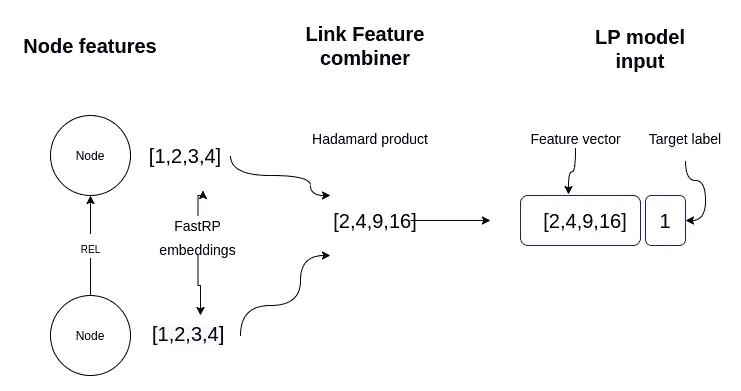 Node features
Link Feature
combiner
LP model
input
Hadamard product
Feature vector
Target label
Node
[1,2,3,4]
FastRP
embeddings
REL
[2,4,9,16]
[2,4,9,16]
1
Node
[1,2,3,4]